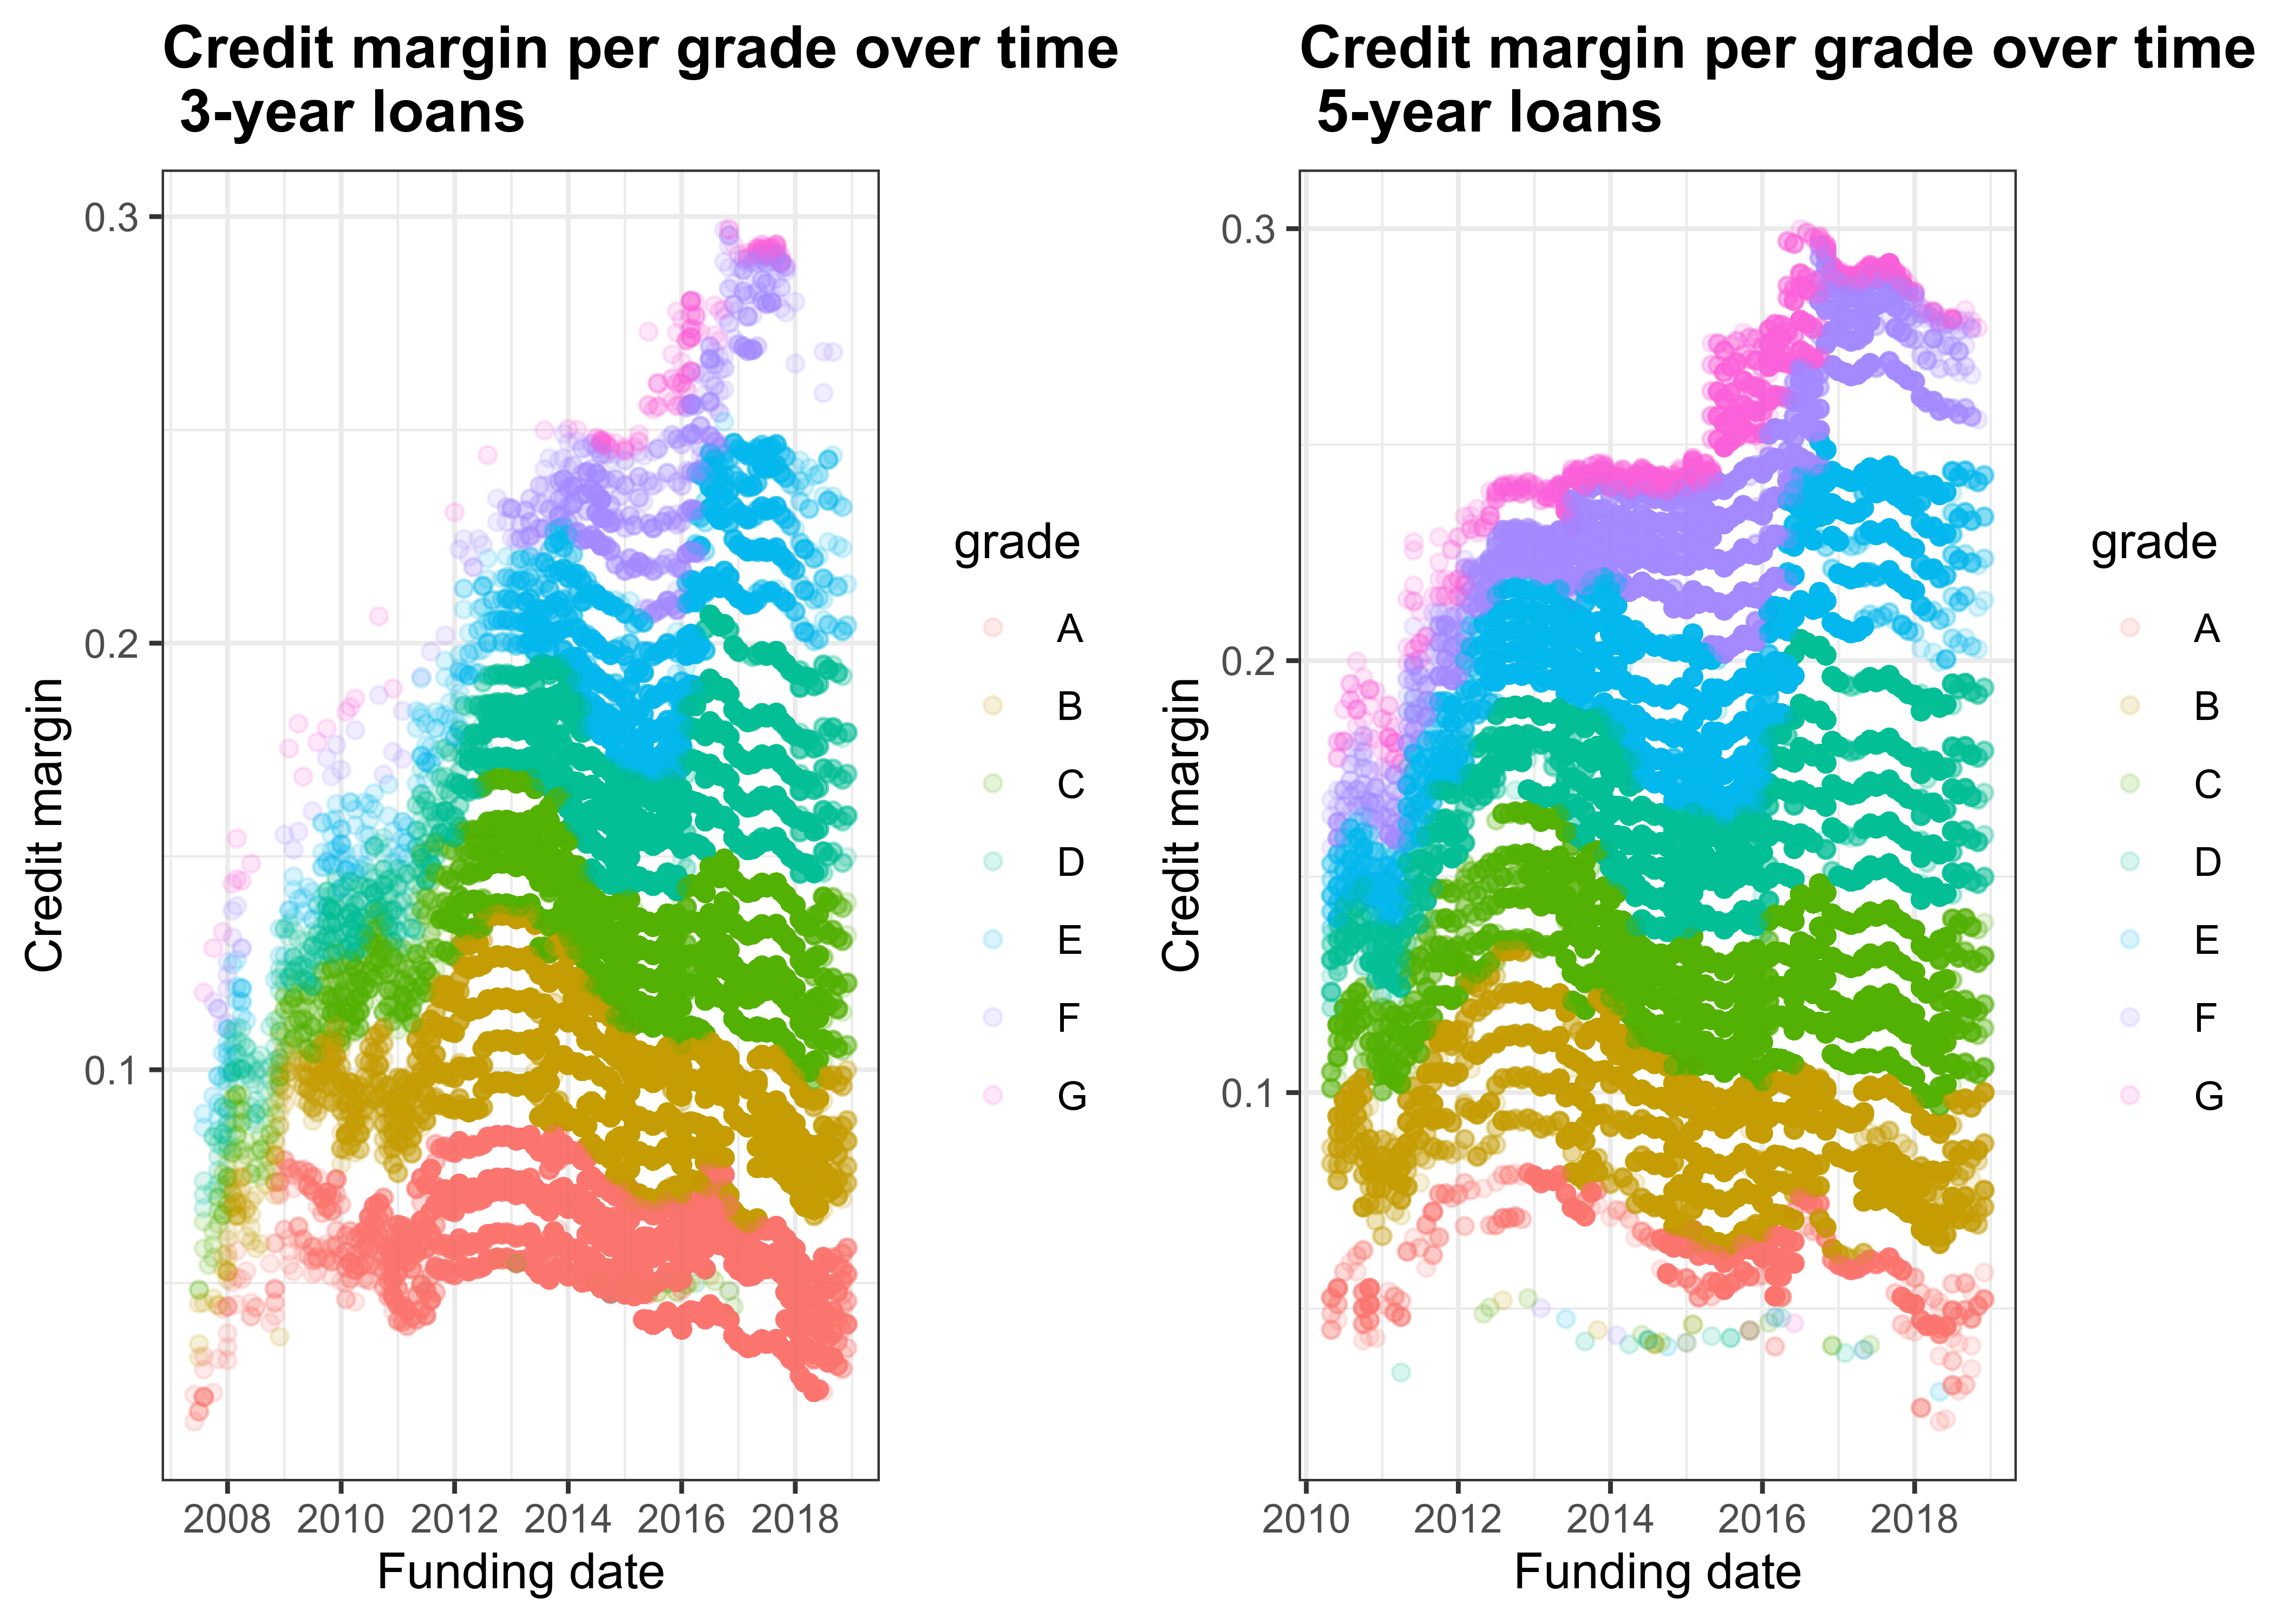 Credit margin per grade over time
3-year loans
Credit margin
0.3
0.2
0.1
2008 2010 2012 2014 2016 2018
Funding date
grade
A
B
C
D
E
F
G
Credit margin per grade over time
5-year loans
Credit margin
0.3
0.2
0.1
2010 2012 2014 2016 2018
Funding date
grade
A
B
C
D
E
F
G